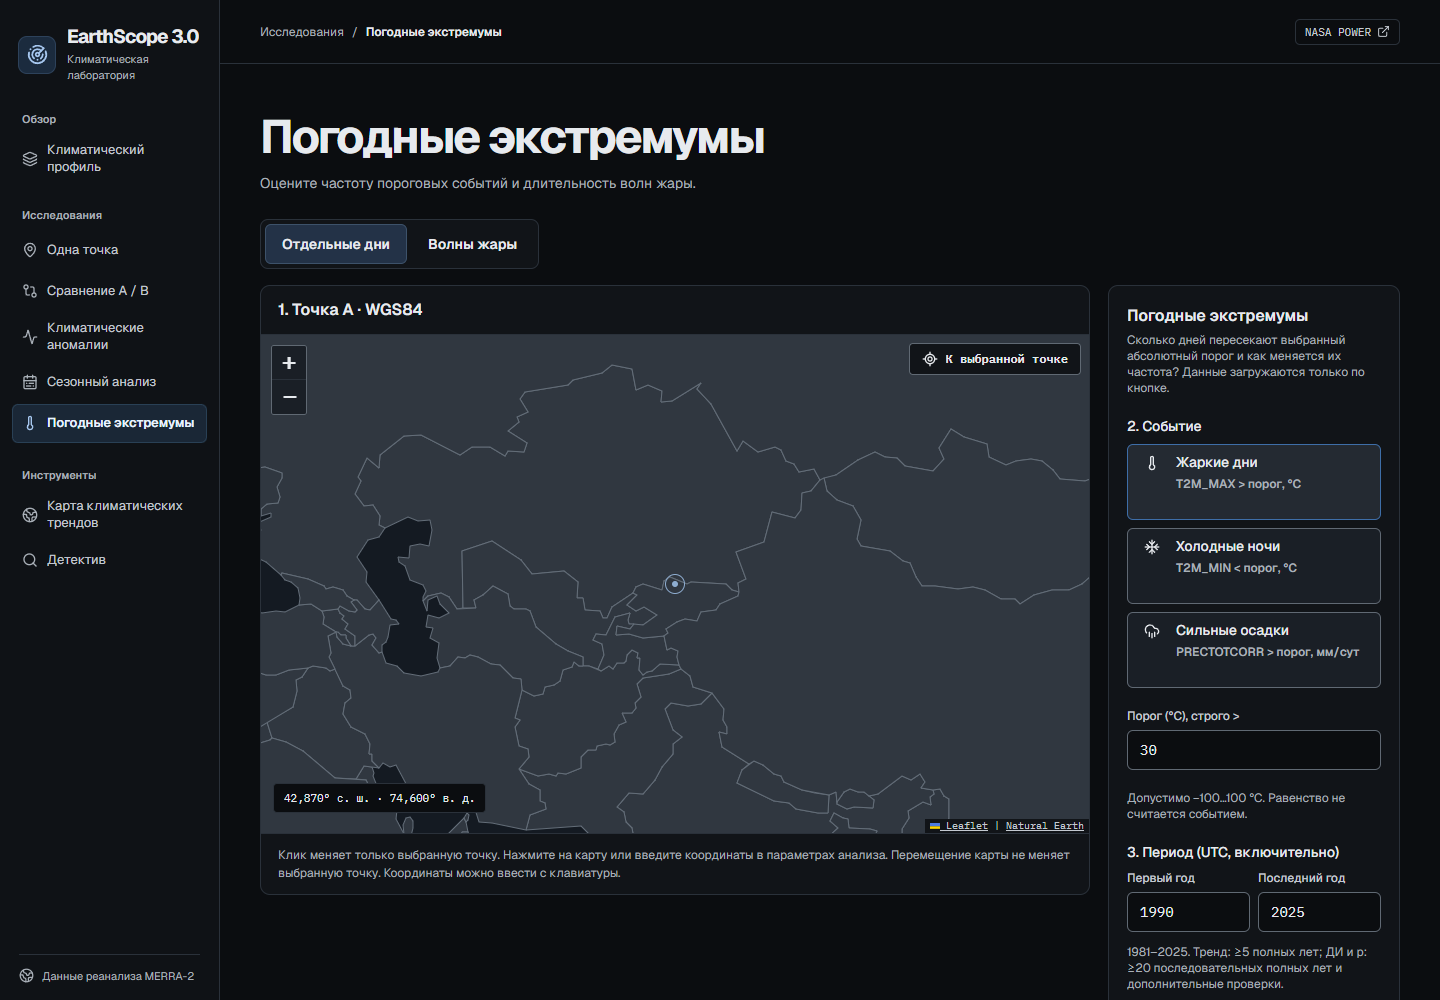 EarthScope 3.0
Климатическая
лаборатория
Обзор
Климатический
профиль
Исследования
Одна точка
Сравнение A / B
Климатические
аномалии
Сезонный анализ
Погодные экстремумы
Инструменты
Карта климатических
трендов
Детектив
Данные реанализа MERRA-2
Исследования / Погодные экстремумы
NASA POWER
Погодные экстремумы
Оцените частоту пороговых событий и длительность волн жары.
Отдельные дни
Волны жары
1. Точка A · WGS84
+
−
К выбранной точке
42,870° с. ш. · 74,600° в. д.
Leaflet | Natural Earth
Клик меняет только выбранную точку. Нажмите на карту или введите координаты в параметрах анализа. Перемещение карты не меняет
выбранную точку. Координаты можно ввести с клавиатуры.
Погодные экстремумы
Сколько дней пересекают выбранный
абсолютный порог и как меняется их
частота? Данные загружаются только по
кнопке.
2. Событие
Жаркие дни
T2M_MAX > порог, °C
Холодные ночи
T2M_MIN < порог, °C
Сильные осадки
PRECTOTCORR > порог, мм/сут
Порог (°C), строго >
30
Допустимо −100…100 °C. Равенство не
считается событием.
3. Период (UTC, включительно)
Первый год
Последний год
1990
2025
1981–2025. Тренд: ≥5 полных лет; ДИ и p:
≥20 последовательных полных лет и
дополнительные проверки.